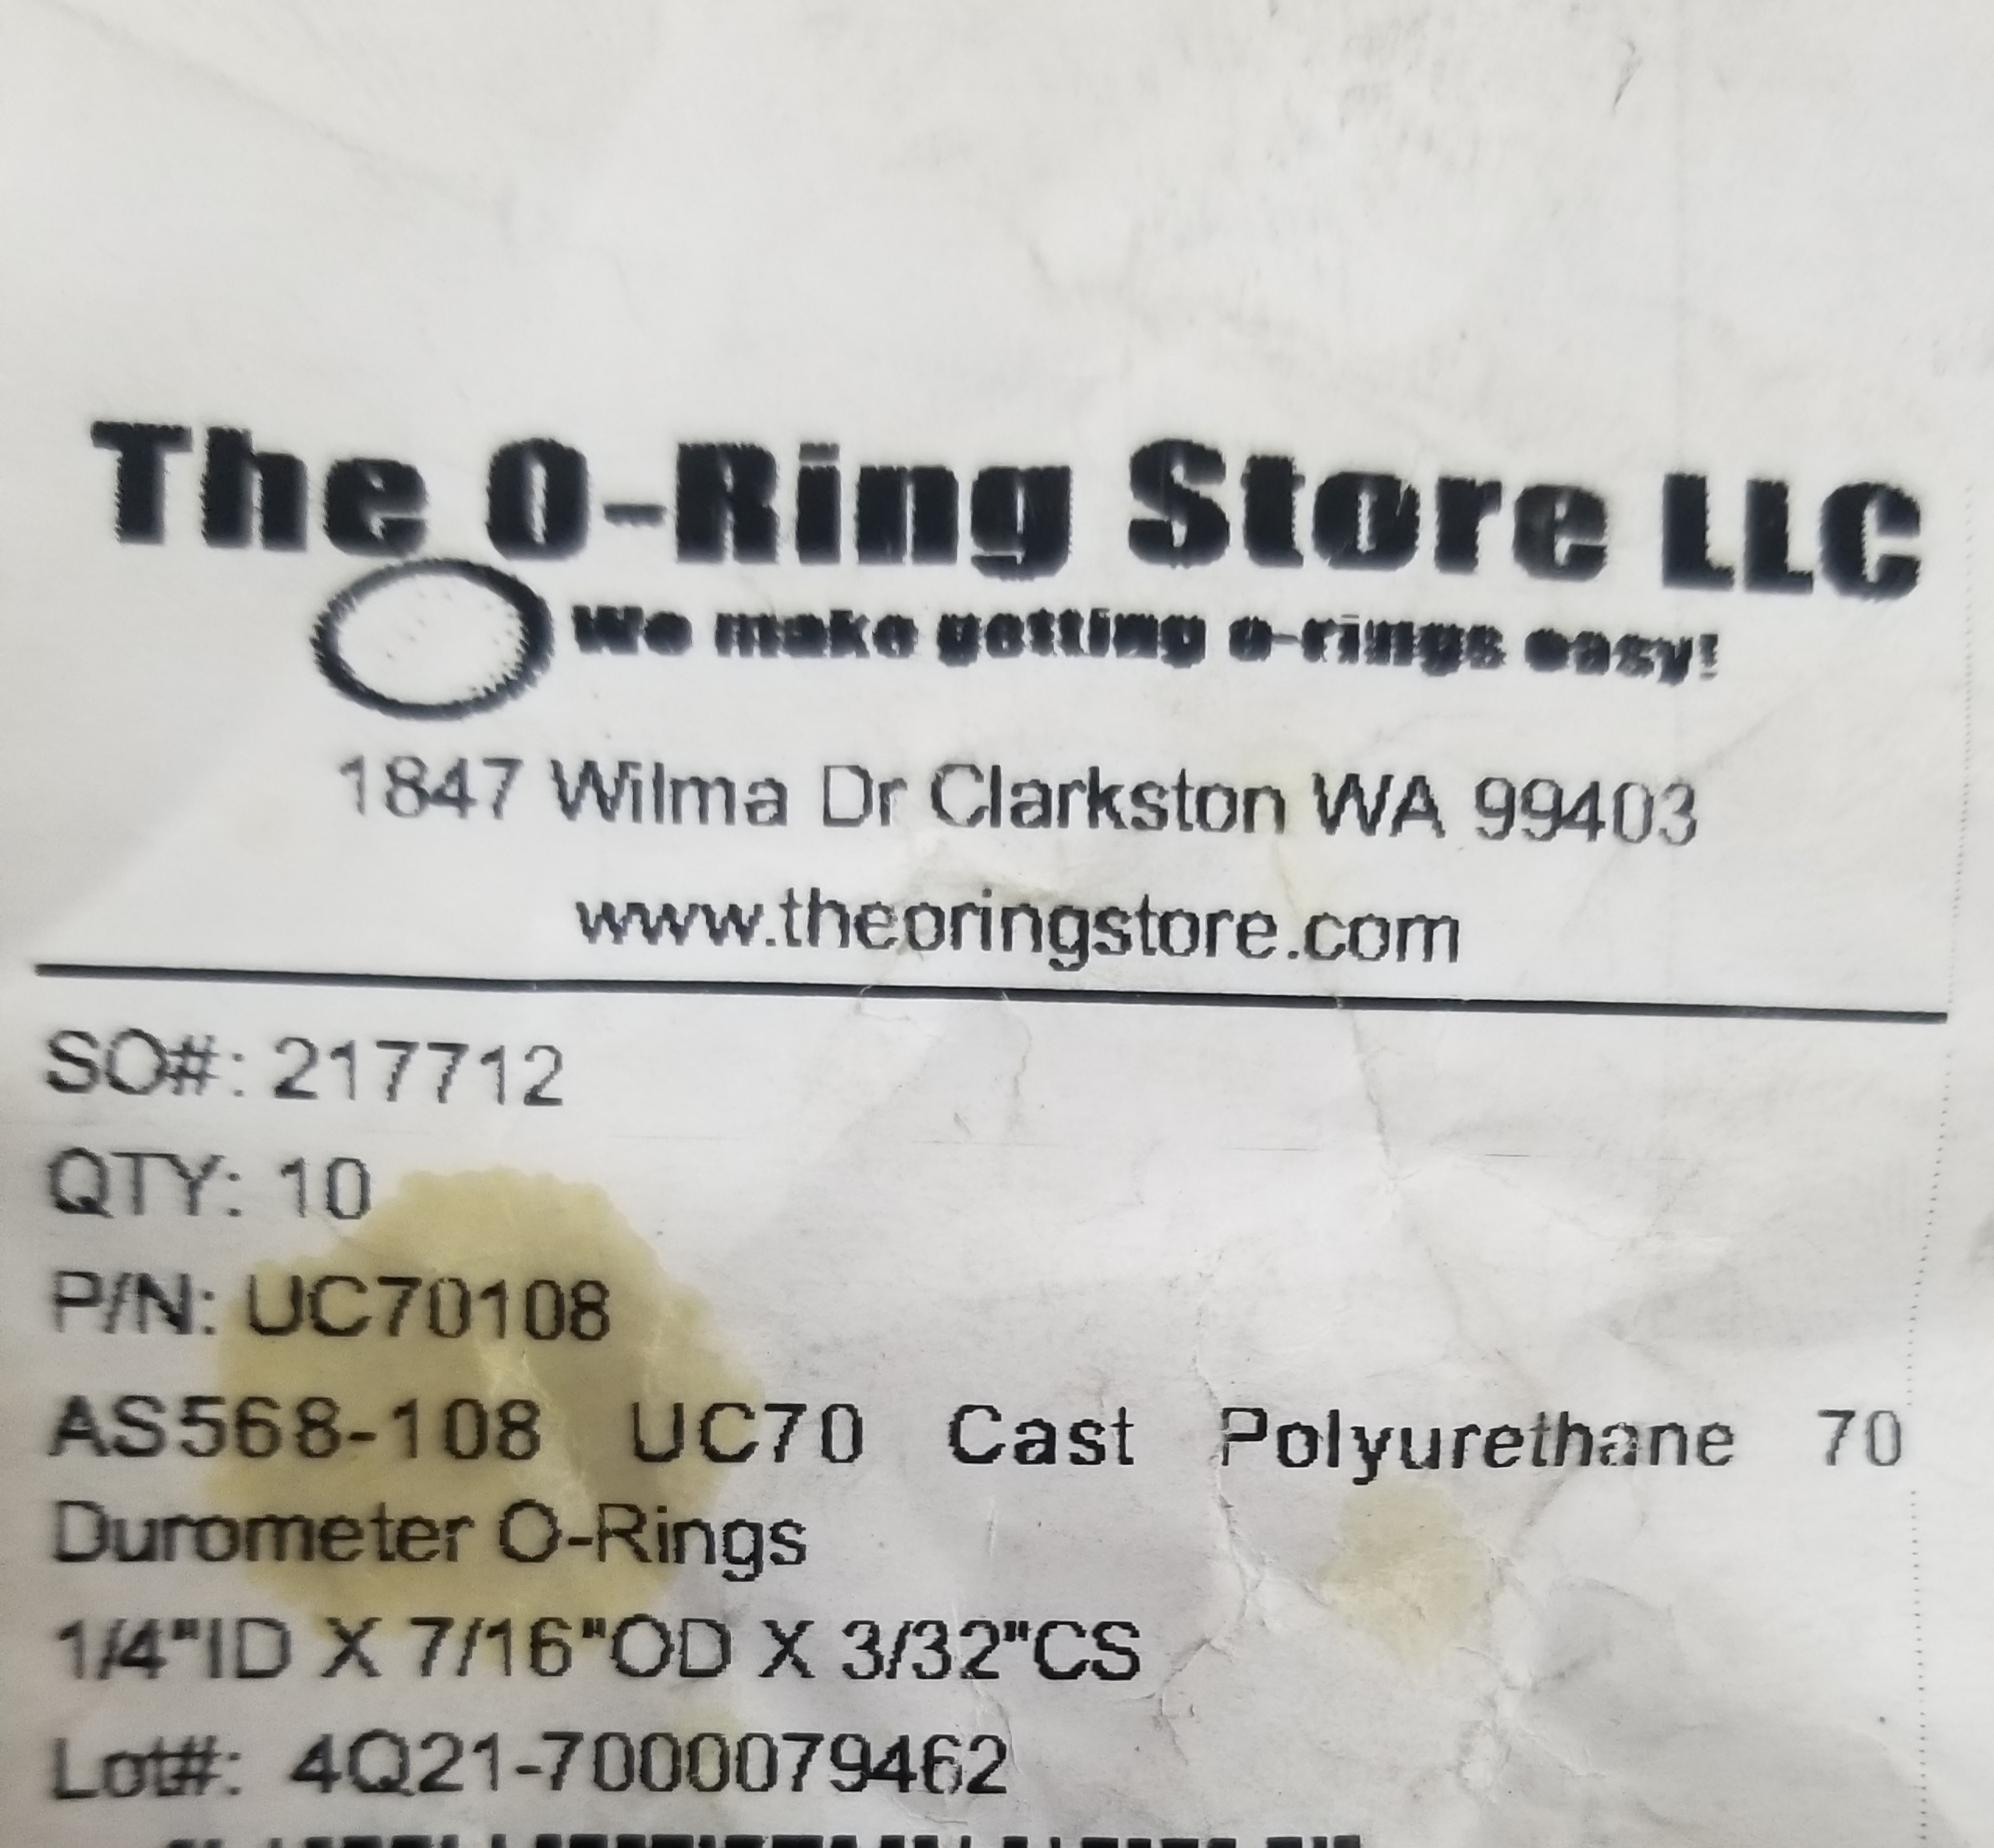 The O-Ring Store LLC
We make getting o-rings easy!
1847 Wilma Dr Clarkston WA 99403
www.theoringstore.com
SO#: 217712
QTY: 10
P/N: UC70108
AS568-108 UC70 Cast Polyurethane 70
Durometer O-Rings
1/4"ID X 7/16"OD X 3/32"CS
Lot#: 4Q21-7000079462